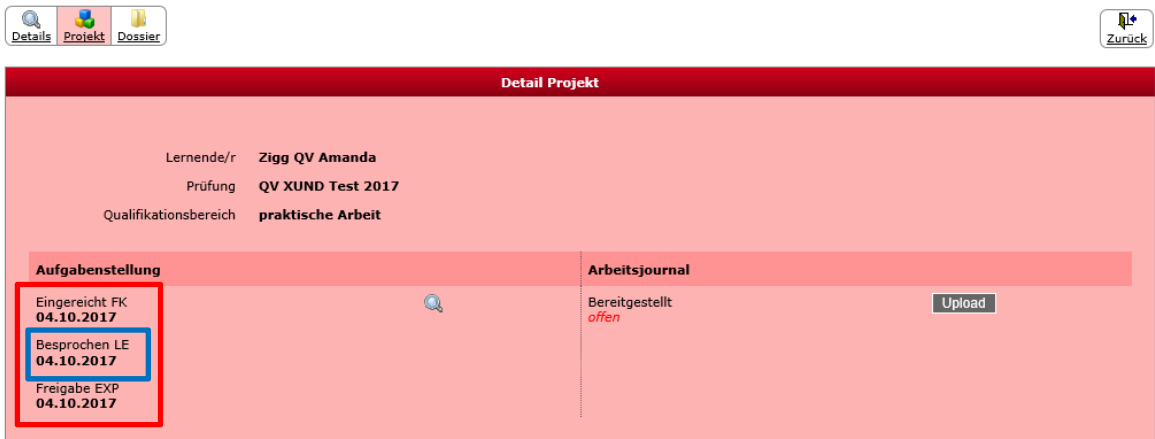 Details Projekt Dossier
Zurück
Detail Projekt
Lernende/r Zigg QV Amanda
Prüfung QV XUND Test 2017
Qualifikationsbereich praktische Arbeit
Aufgabenstellung
Eingereicht FK
04.10.2017
Besprochen LE
04.10.2017
Freigabe EXP
04.10.2017
Arbeitsjournal
Bereitgestellt Upload
offen